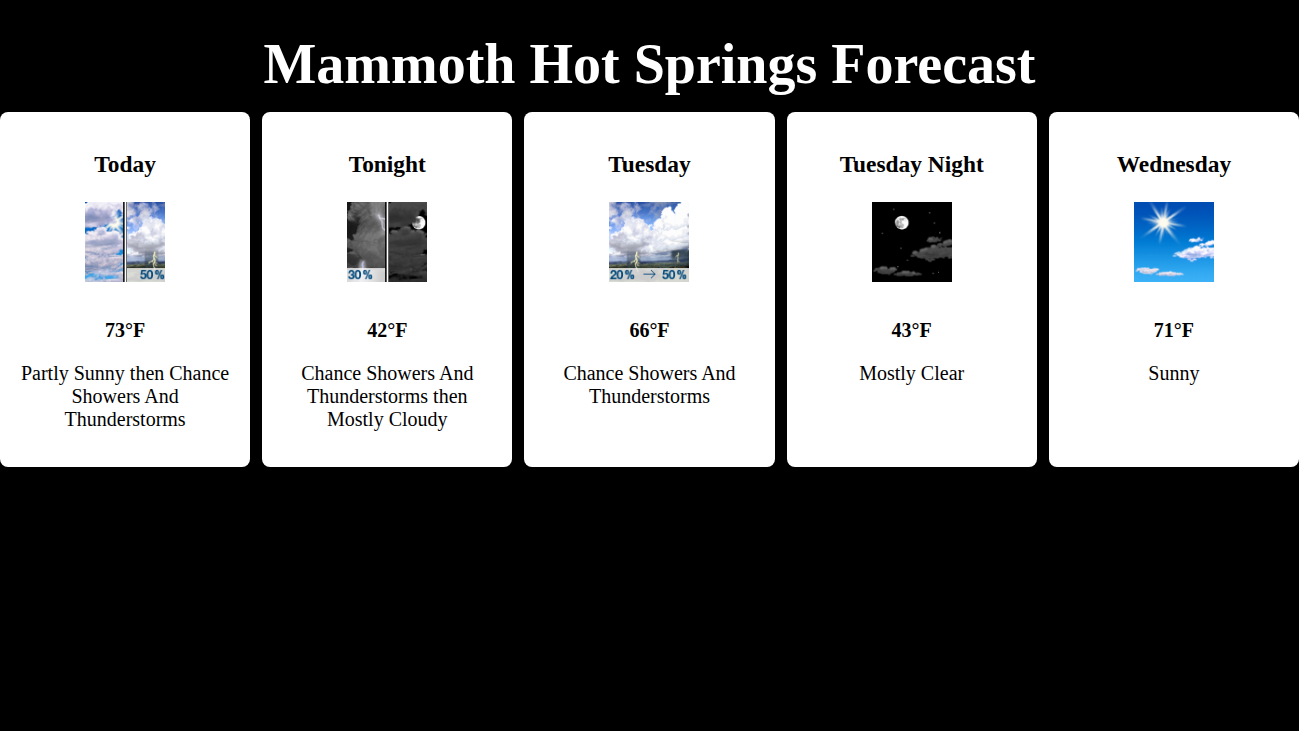 Mammoth Hot Springs Forecast
Today
50%
73°F
Partly Sunny then Chance
Showers And
Thunderstorms
Tonight
30%
42°F
Chance Showers And
Thunderstorms then
Mostly Cloudy
Tuesday
20% → 50%
66°F
Chance Showers And
Thunderstorms
Tuesday Night
43°F
Mostly Clear
Wednesday
71°F
Sunny